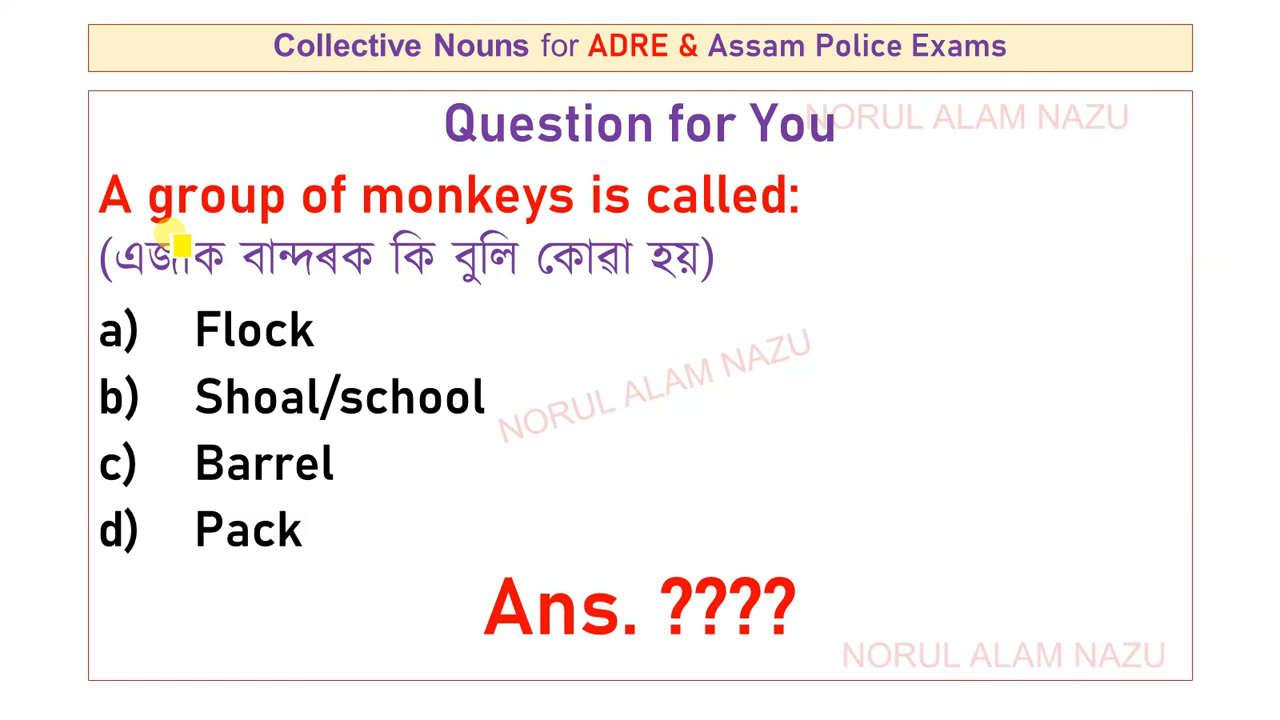 Collective Nouns for ADRE & Assam Police Exams
Question for You
NORUL ALAM NAZU
A group of monkeys is called:
(এজাক বান্দৰক কি বুলি কোৱা হয়)
a) Flock
b) Shoal/school
NORUL ALAM NAZU
c) Barrel
d) Pack
Ans. ????
NORUL ALAM NAZU